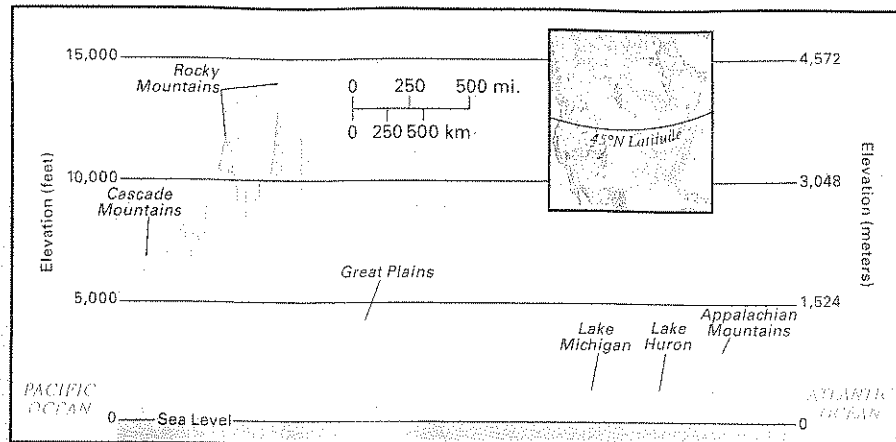 15,000
4,572
Rocky
Mountains
0 250 500 mi.
0 250 500 km
45°N Latitude
10,000
3,048
Cascade
Mountains
Elevation (feet)
Elevation (meters)
Great Plains
5,000
1,524
Lake
Michigan
Lake
Huron
Appalachian
Mountains
PACIFIC
OCEAN
ATLANTIC
OCEAN
0
Sea Level
0